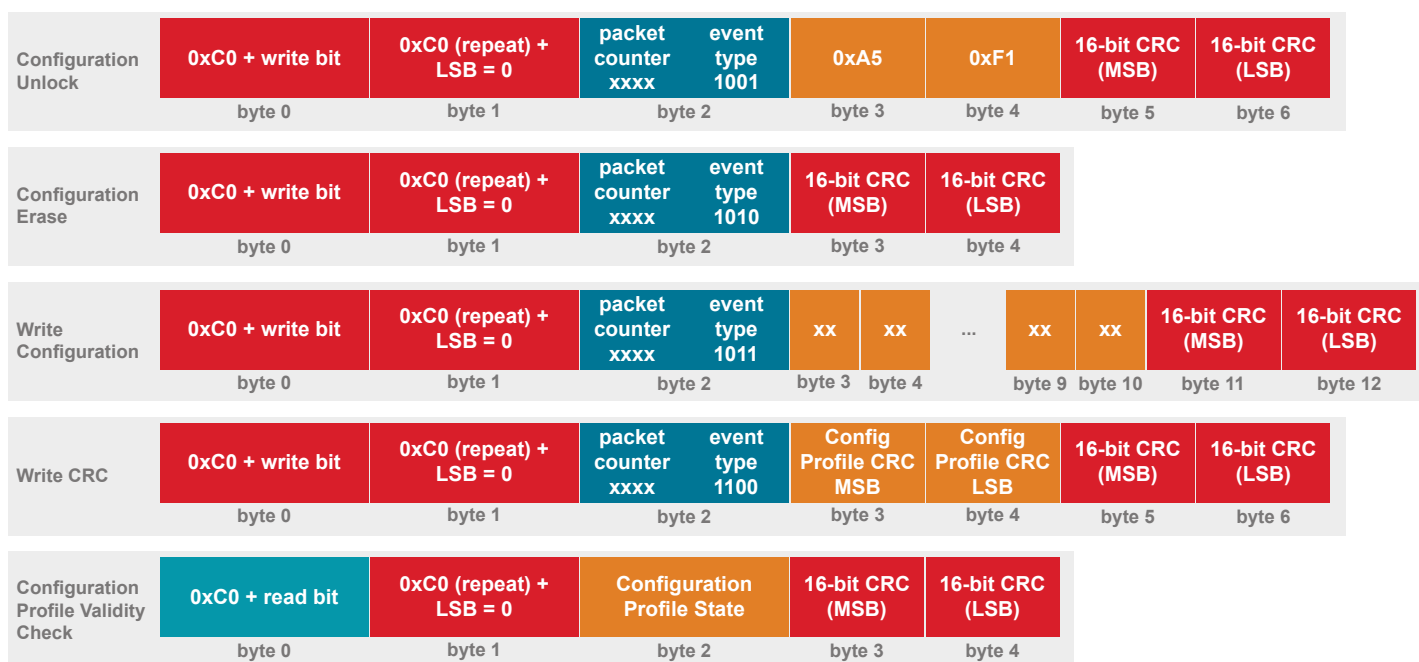 Configuration
Unlock
0xC0 + write bit
0xC0 (repeat) +
LSB = 0
packet event
counter type
xxxx 1001
0xA5
0xF1
16-bit CRC
(MSB)
16-bit CRC
(LSB)
byte 0 byte 1 byte 2 byte 3 byte 4 byte 5 byte 6
Configuration
Erase
0xC0 + write bit
0xC0 (repeat) +
LSB = 0
packet event
counter type
xxxx 1010
16-bit CRC
(MSB)
16-bit CRC
(LSB)
byte 0 byte 1 byte 2 byte 3 byte 4
Write
Configuration
0xC0 + write bit
0xC0 (repeat) +
LSB = 0
packet event
counter type
xxxx 1011
xx
xx
...
xx
xx
16-bit CRC
(MSB)
16-bit CRC
(LSB)
byte 0 byte 1 byte 2 byte 3 byte 4 byte 9 byte 10 byte 11 byte 12
Write CRC
0xC0 + write bit
0xC0 (repeat) +
LSB = 0
packet event
counter type
xxxx 1100
Config
Profile CRC
MSB
Config
Profile CRC
LSB
16-bit CRC
(MSB)
16-bit CRC
(LSB)
byte 0 byte 1 byte 2 byte 3 byte 4 byte 5 byte 6
Configuration
Profile Validity
Check
0xC0 + read bit
0xC0 (repeat) +
LSB = 0
Configuration
Profile State
16-bit CRC
(MSB)
16-bit CRC
(LSB)
byte 0 byte 1 byte 2 byte 3 byte 4